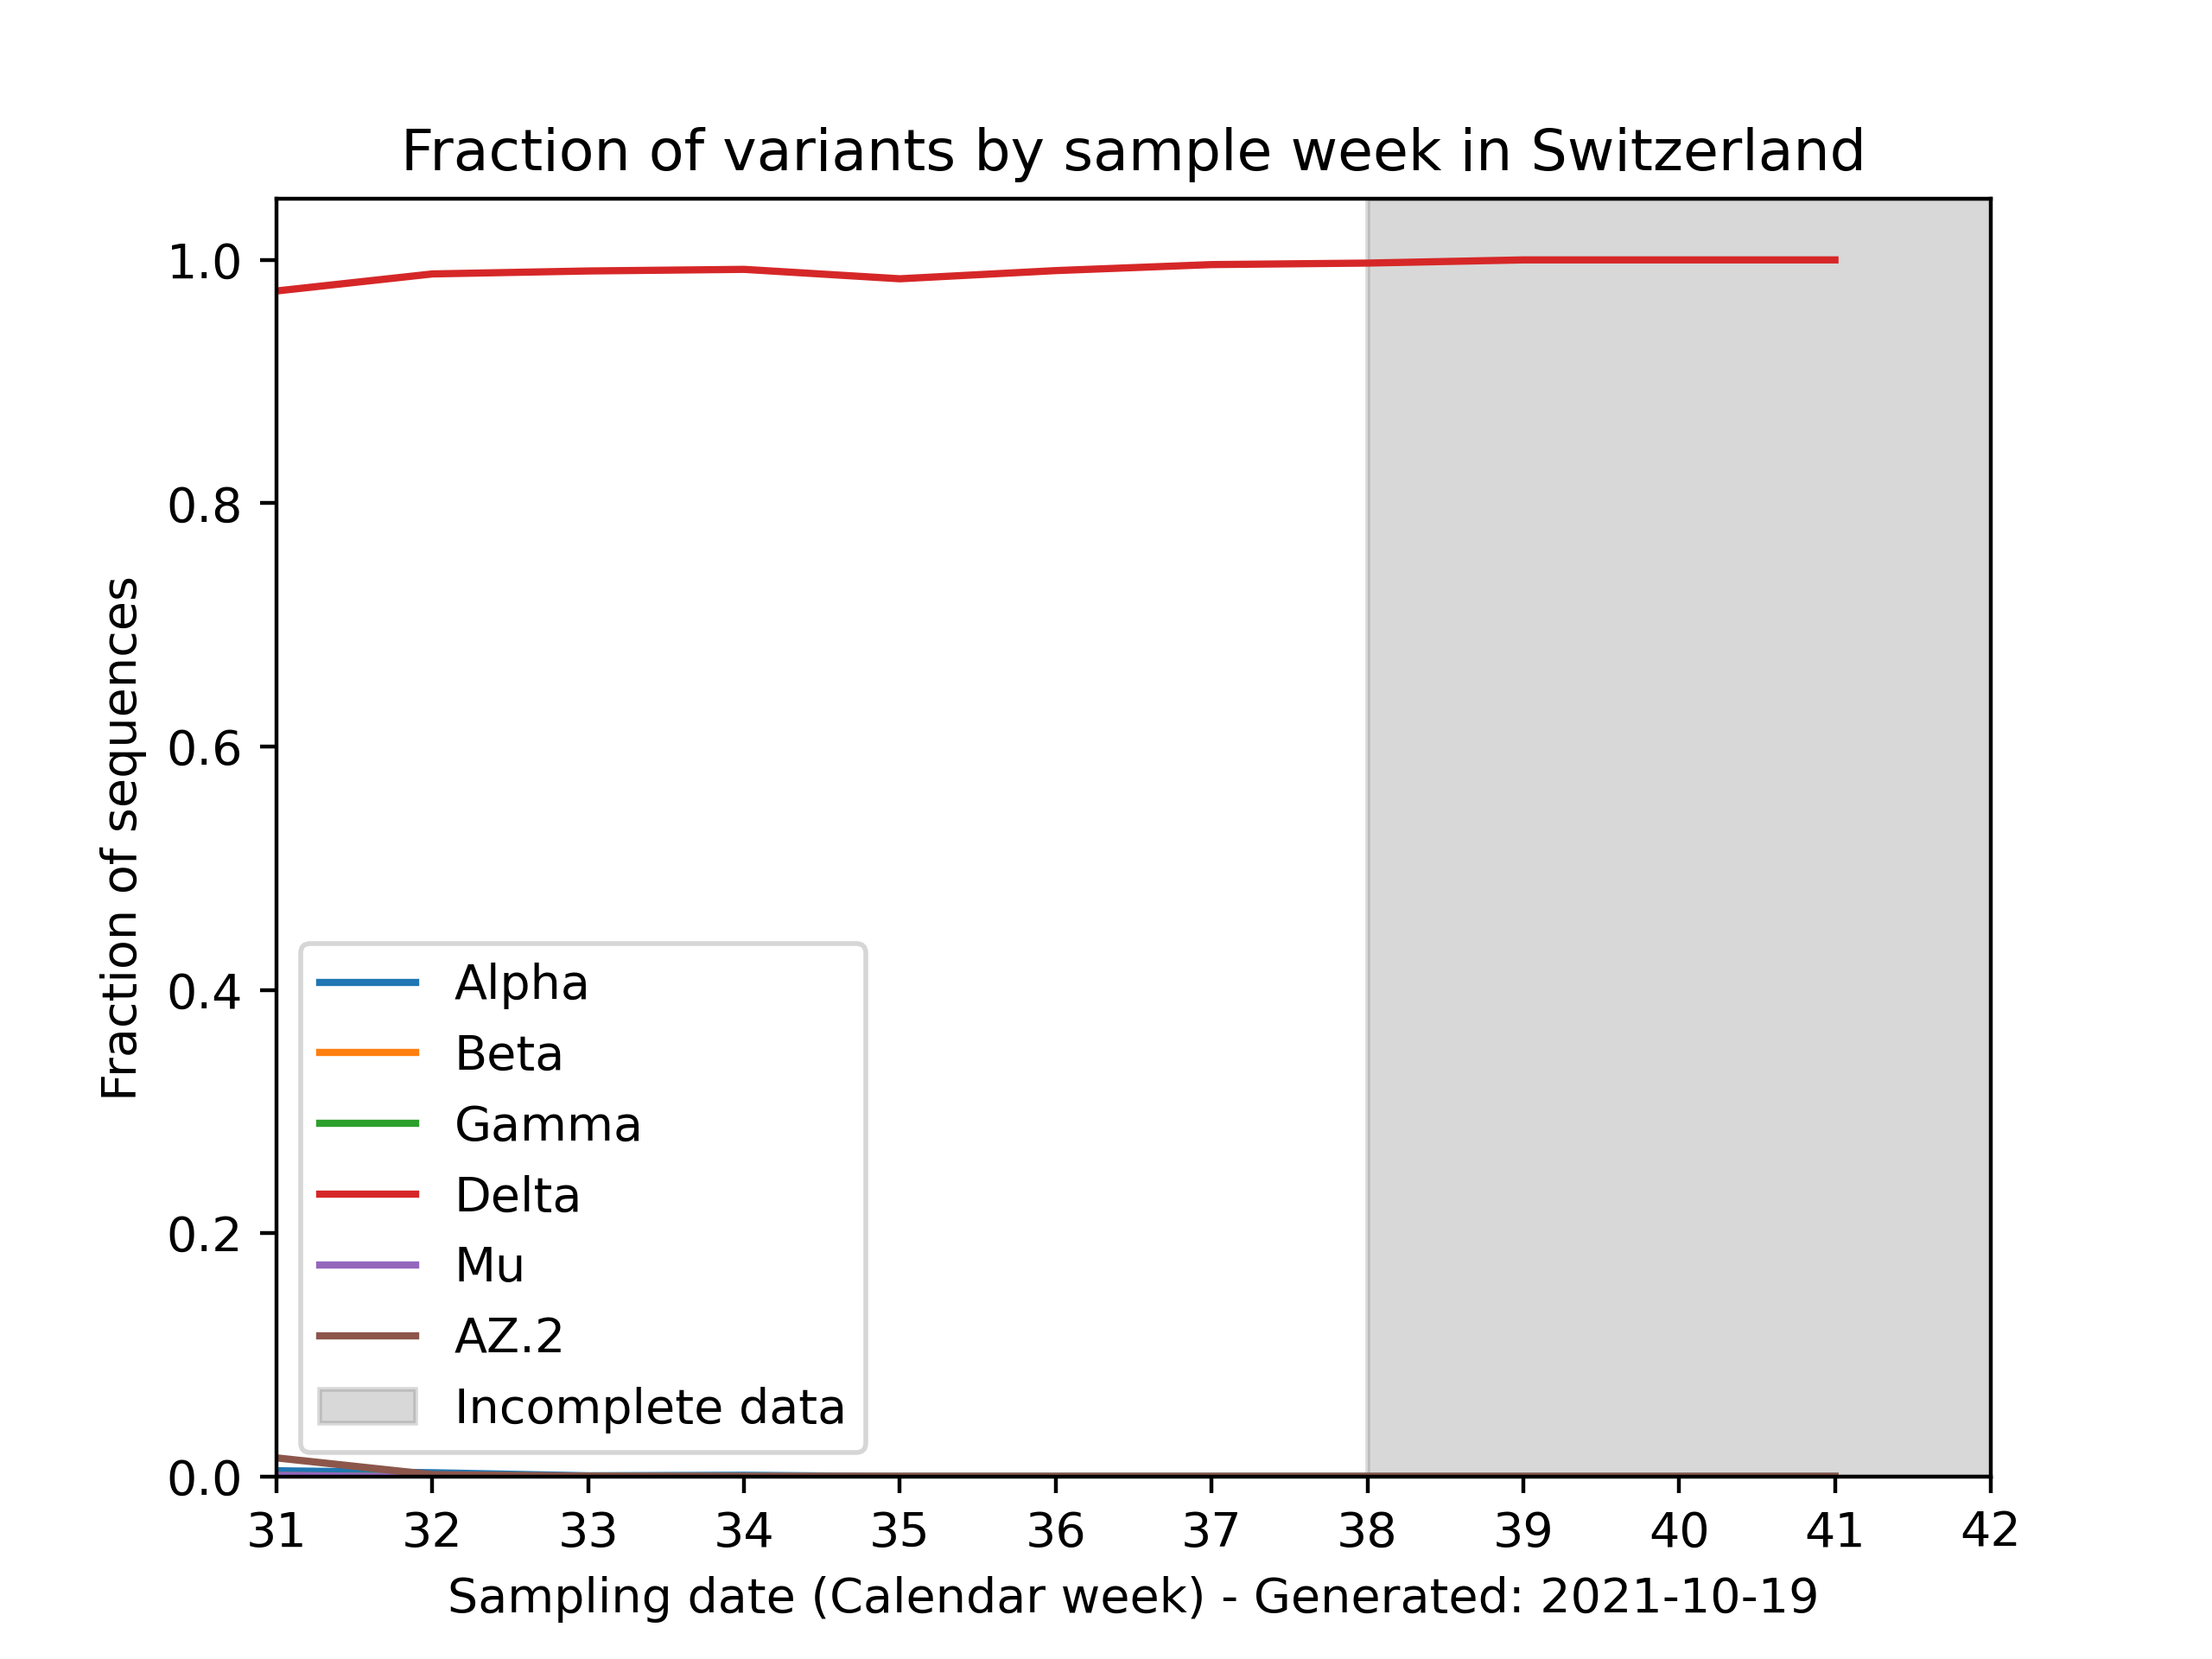 Fraction of variants by sample week in Switzerland
Fraction of sequences
1.0
0.8
0.6
0.4
0.2
0.0
Alpha
Beta
Gamma
Delta
Mu
AZ.2
Incomplete data
31 32 33 34 35 36 37 38 39 40 41 42
Sampling date (Calendar week) - Generated: 2021-10-19